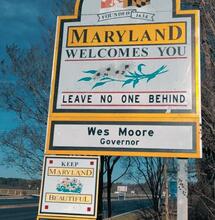 FOUNDED 1634
MARYLAND
WELCOMES YOU
LEAVE NO ONE BEHIND
Wes Moore
Governor
KEEP
MARYLAND
BEAUTIFUL